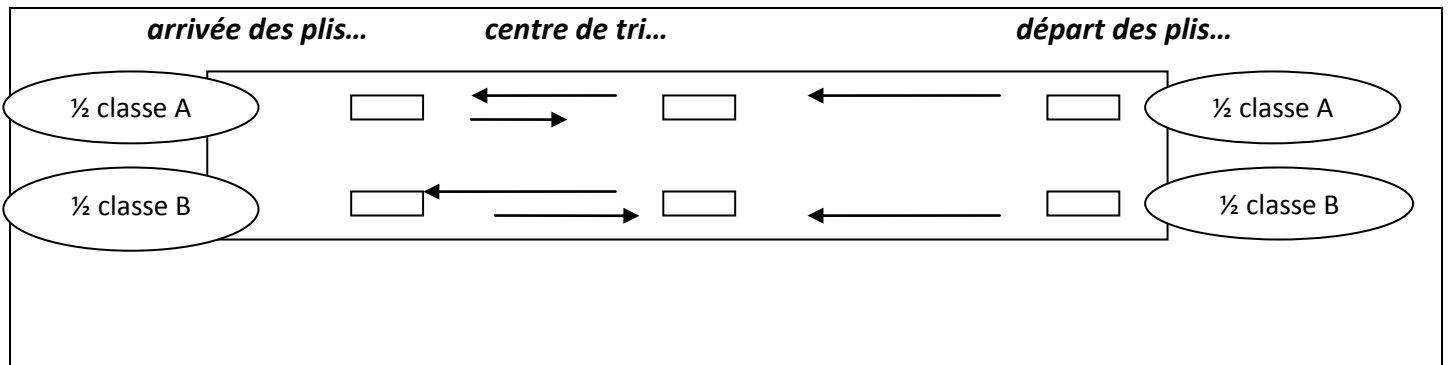 arrivée des plis… centre de tri… départ des plis…
½ classe A ½ classe A
½ classe B ½ classe B